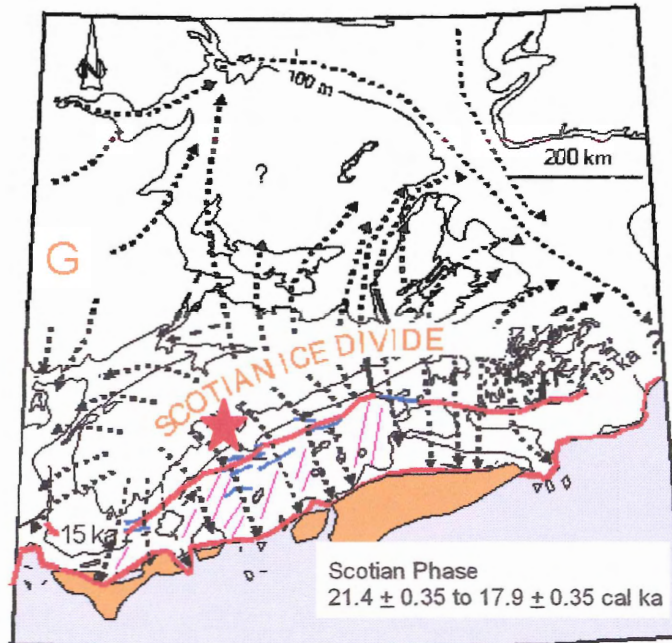 N
100 m
200 km
?
G
SCOTIAN ICE DIVIDE
?
15 ka
15 ka
Scotian Phase
21.4 ± 0.35 to 17.9 ± 0.35 cal ka